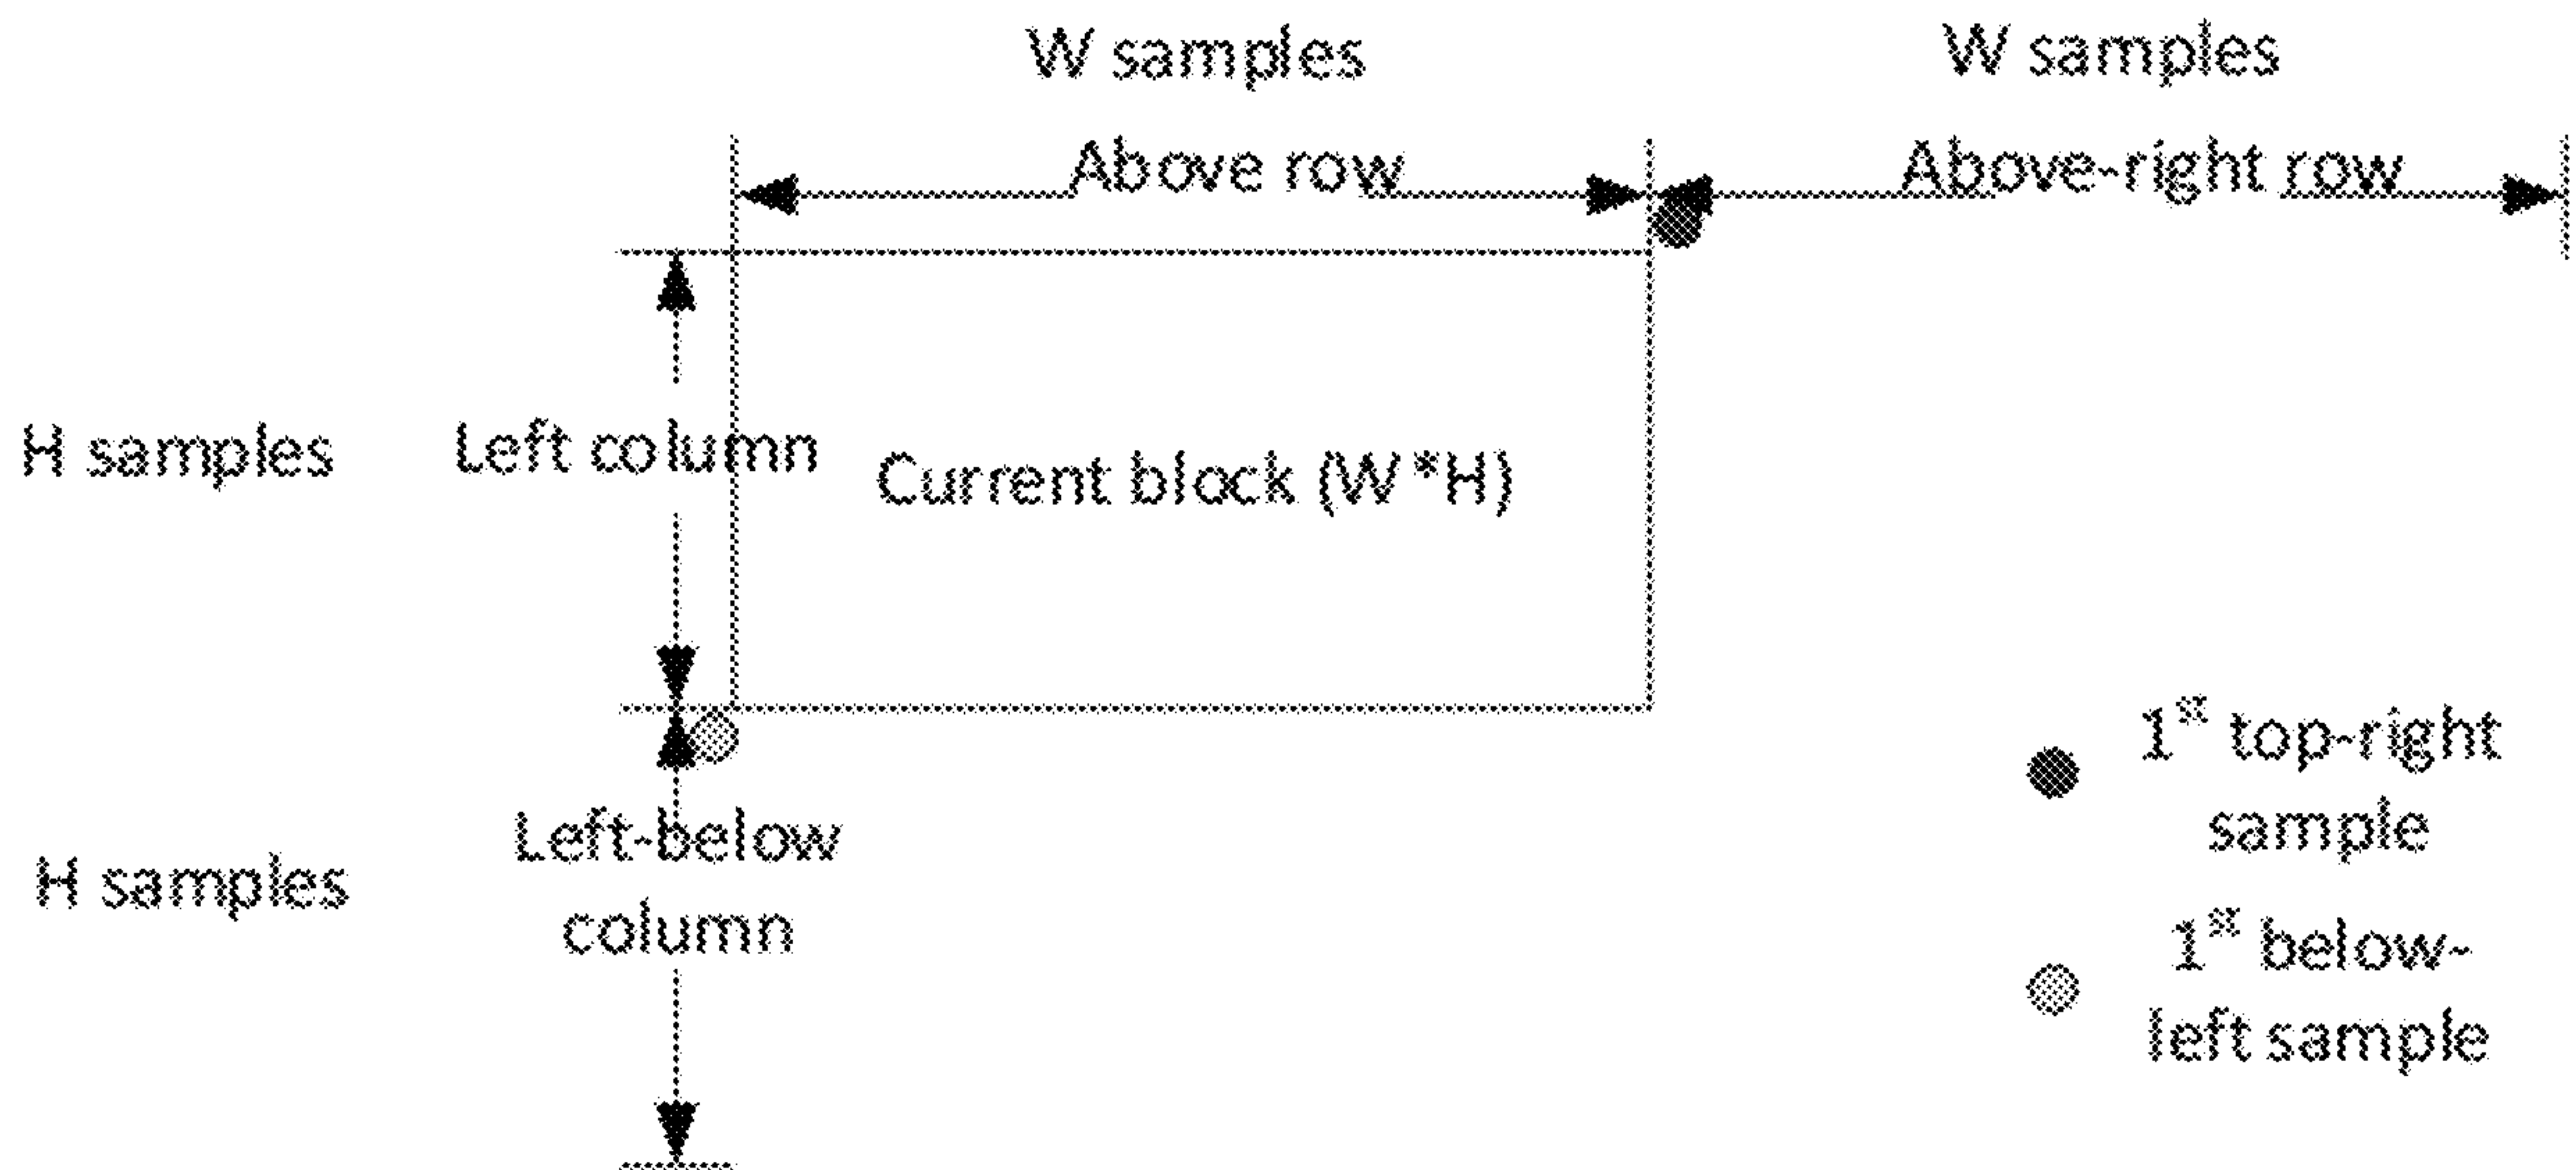 W samples
W samples
Above row
Above-right row
H samples
Left column
Current block (W*H)
H samples
Left-below
column
1st top-right
sample
1st below-
left sample